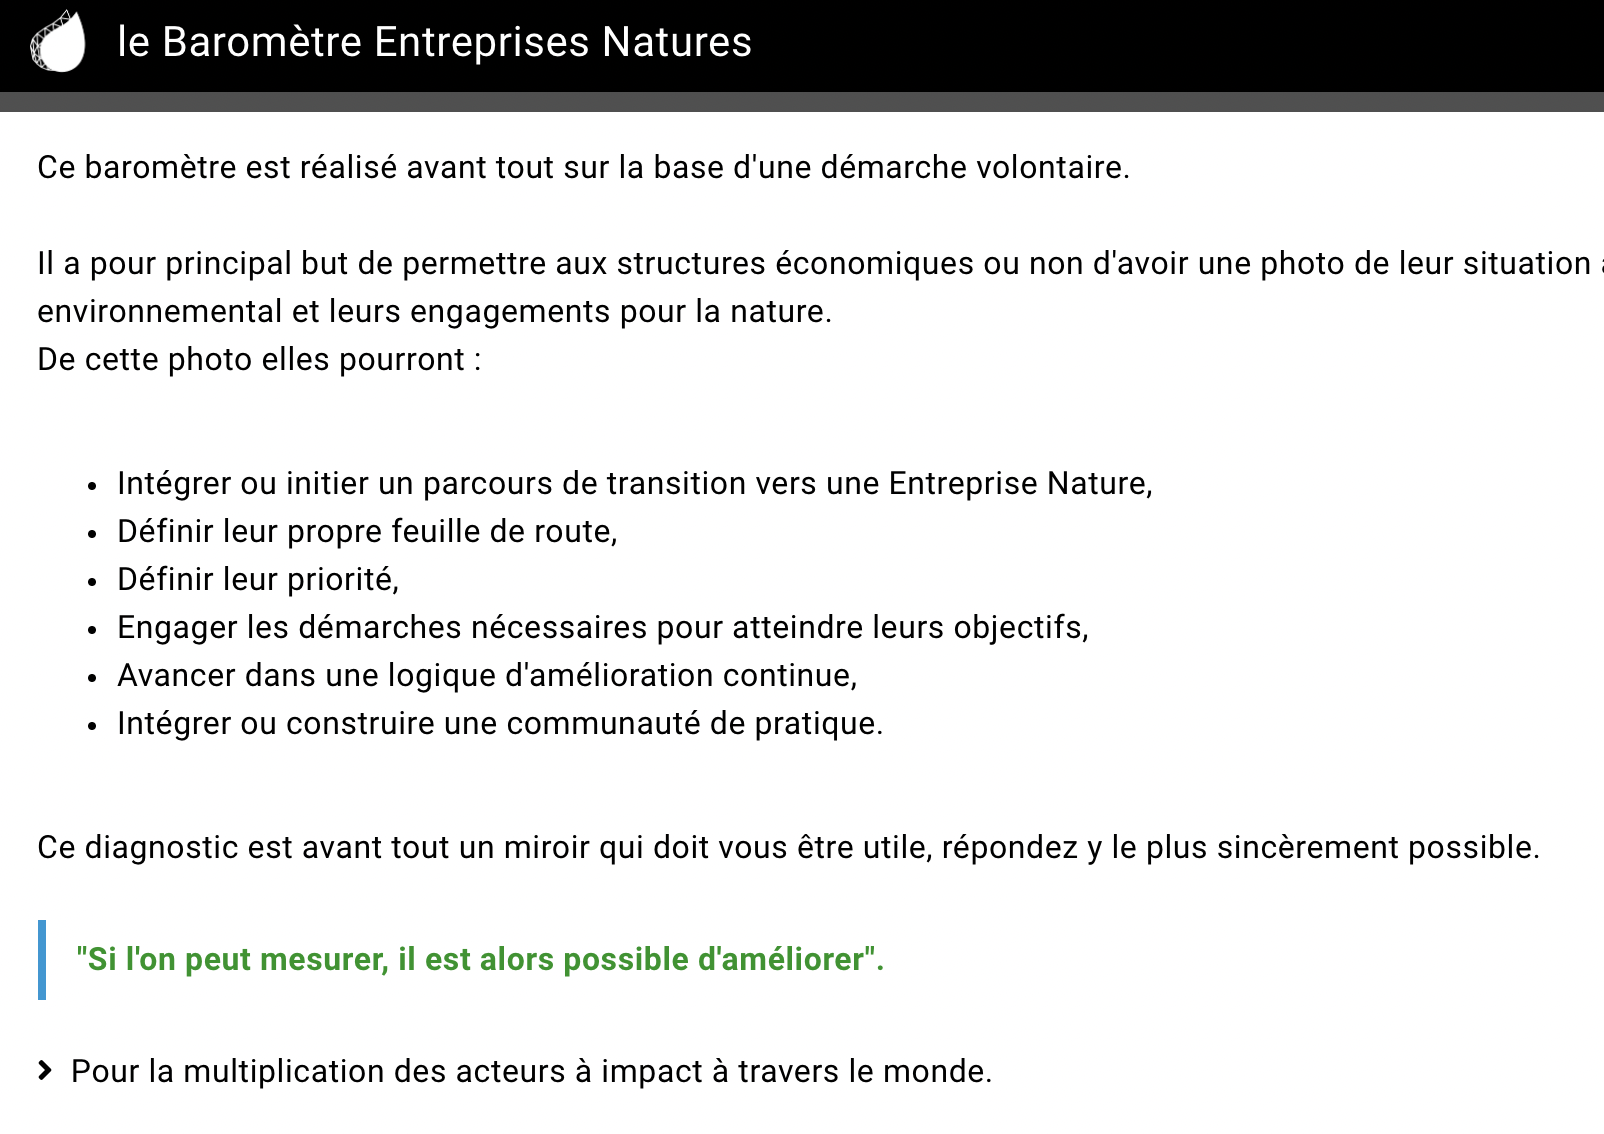 le Baromètre Entreprises Natures
Ce baromètre est réalisé avant tout sur la base d'une démarche volontaire.
Il a pour principal but de permettre aux structures économiques ou non d'avoir une photo de leur situation
environnemental et leurs engagements pour la nature.
De cette photo elles pourront :
• Intégrer ou initier un parcours de transition vers une Entreprise Nature,
• Définir leur propre feuille de route,
• Définir leur priorité,
• Engager les démarches nécessaires pour atteindre leurs objectifs,
• Avancer dans une logique d'amélioration continue,
• Intégrer ou construire une communauté de pratique.
Ce diagnostic est avant tout un miroir qui doit vous être utile, répondez y le plus sincèrement possible.
"Si l'on peut mesurer, il est alors possible d'améliorer".
Pour la multiplication des acteurs à impact à travers le monde.